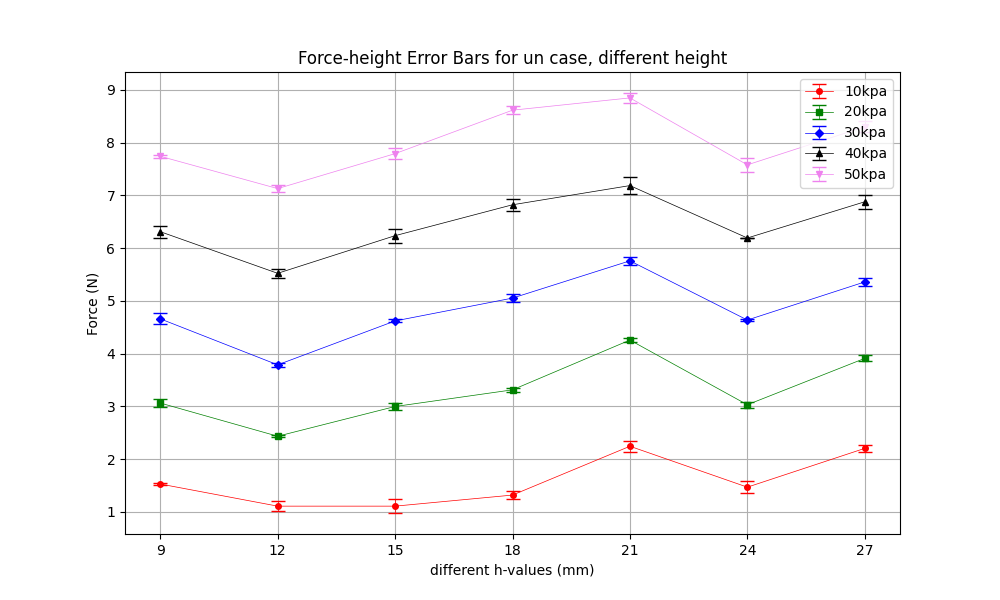 Force-height Error Bars for un case, different height
9
8
7
6
5
4
3
2
1
Force (N)
10kpa
20kpa
30kpa
40kpa
50kpa
9 12 15 18 21 24 27
different h-values (mm)